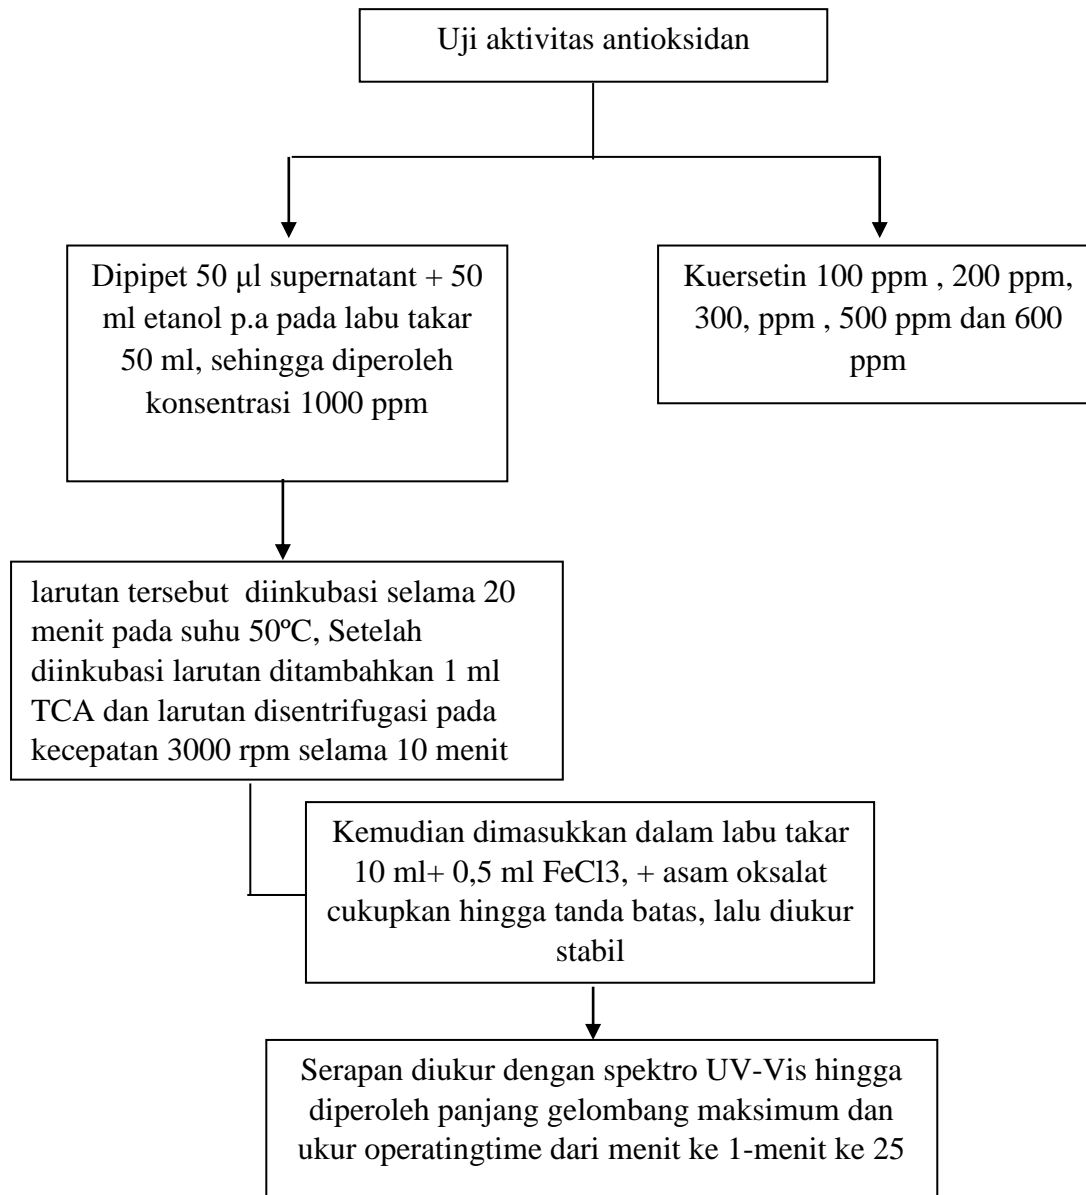 Uji aktivitas antioksidan
Dipipet 50 μl supernatant + 50
ml etanol p.a pada labu takar
50 ml, sehingga diperoleh
konsentrasi 1000 ppm
Kuersetin 100 ppm , 200 ppm,
300, ppm , 500 ppm dan 600
ppm
larutan tersebut  diinkubasi selama 20
menit pada suhu 50ºC, Setelah
diinkubasi larutan ditambahkan 1 ml
TCA dan larutan disentrifugasi pada
kecepatan 3000 rpm selama 10 menit
Kemudian dimasukkan dalam labu takar
10 ml+ 0,5 ml FeCl3, + asam oksalat
cukupkan hingga tanda batas, lalu diukur
stabil
Serapan diukur dengan spektro UV-Vis hingga
diperoleh panjang gelombang maksimum dan
ukur operatingtime dari menit ke 1-menit ke 25